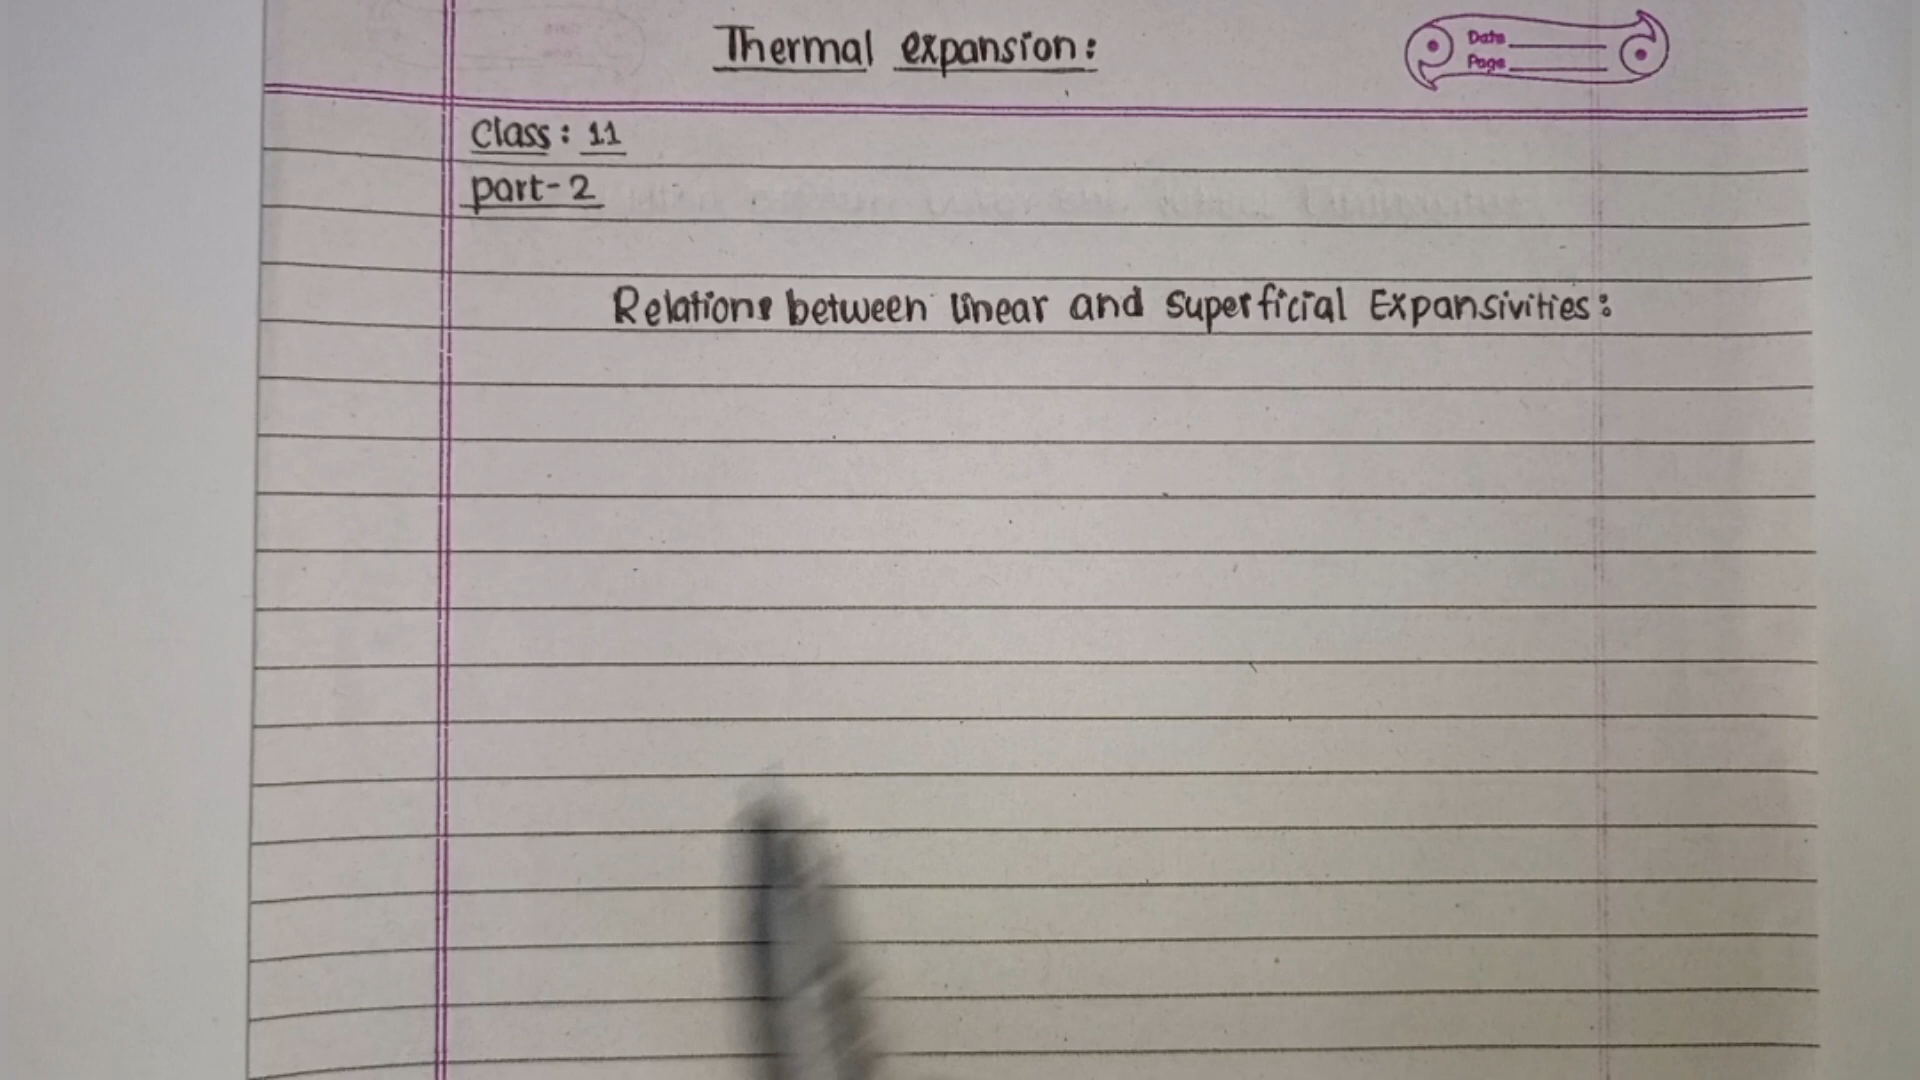 Thermal expansion:
Date
Page
Class: 11
part-2
Relations between linear and superficial Expansivities: